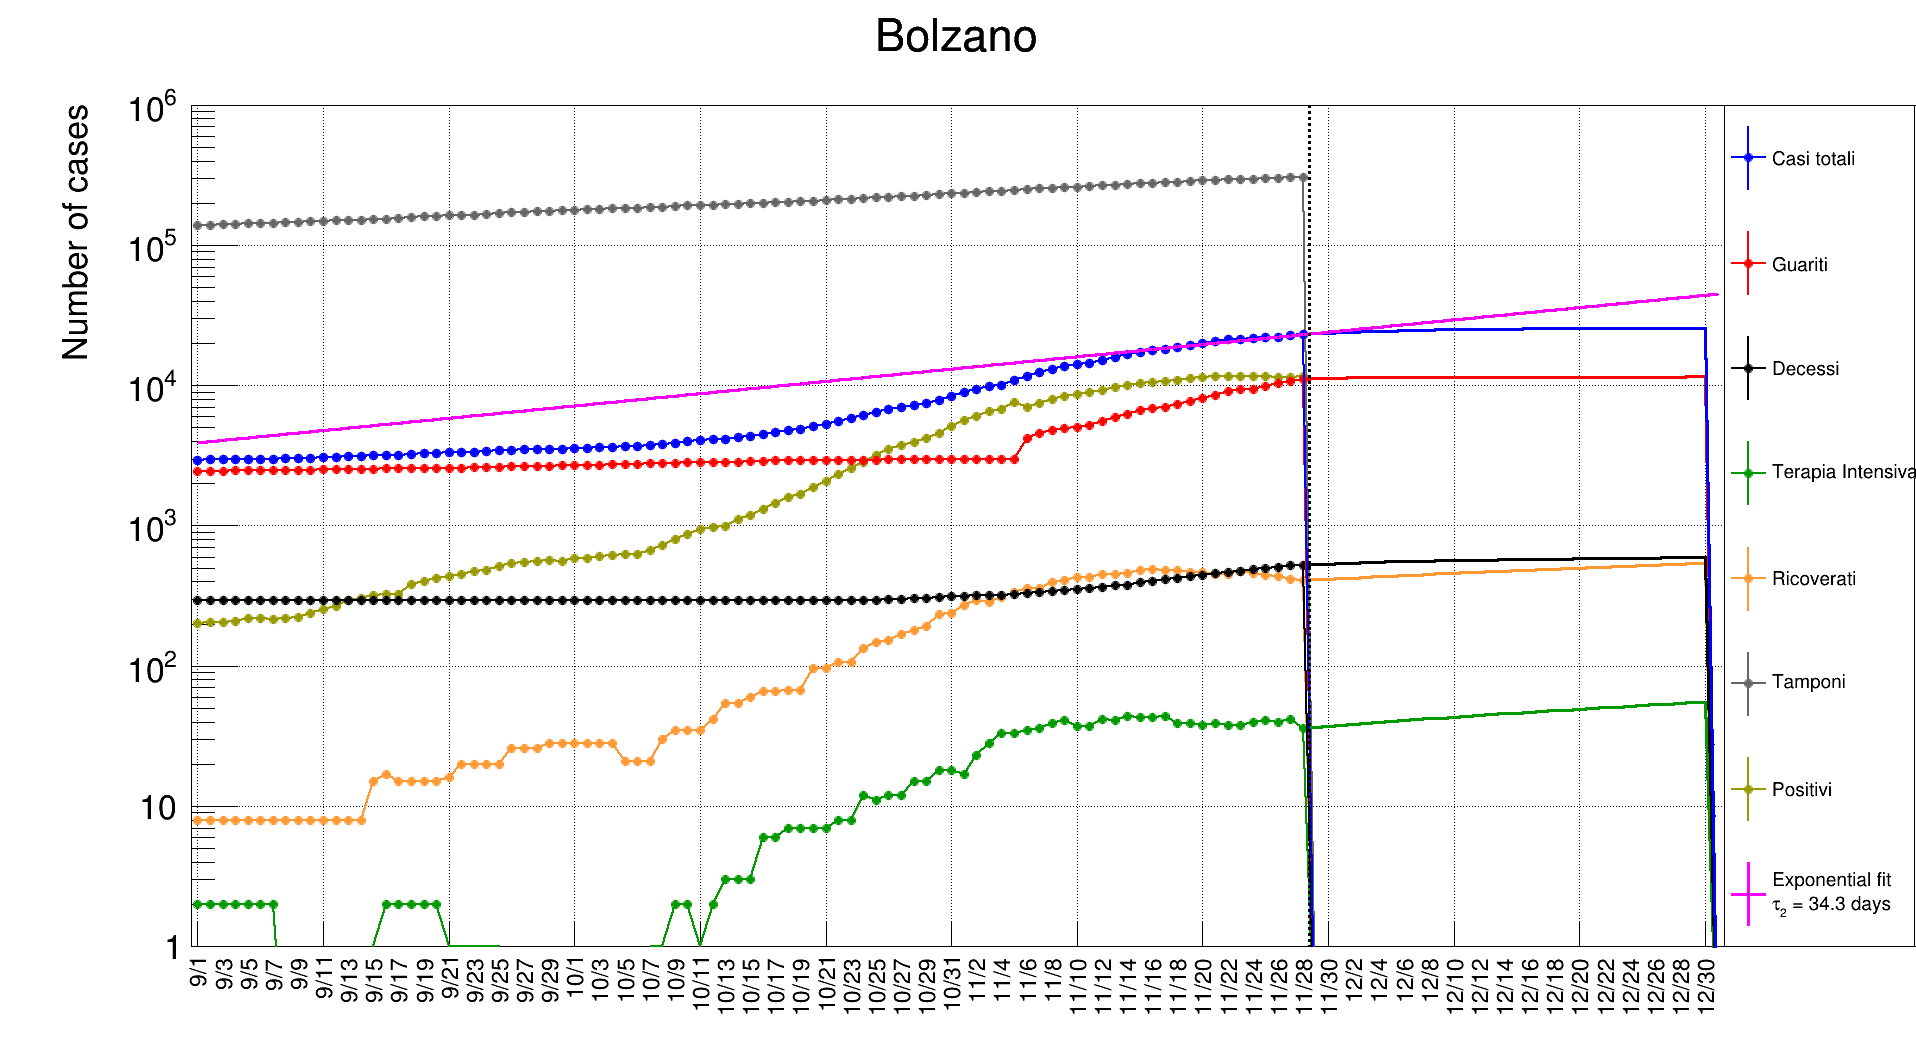 Bolzano
Number of cases
10^6
10^5
10^4
10^3
10^2
10
1
9/1 9/3 9/5 9/7 9/9 9/11 9/13 9/15 9/17 9/19 9/21 9/23 9/25 9/27 9/29 10/1 10/3 10/5 10/7 10/9 10/11 10/13 10/15 10/17 10/19 10/21 10/23 10/25 10/27 10/29 10/31 11/2 11/4 11/6 11/8 11/10 11/12 11/14 11/16 11/18 11/20 11/22 11/24 11/26 11/28 11/30 12/2 12/4 12/6 12/8 12/10 12/12 12/14 12/16 12/18 12/20 12/22 12/24 12/26 12/28 12/30
Casi totali
Guariti
Decessi
Terapia Intensiva
Ricoverati
Tamponi
Positivi
Exponential fit
τ₂ = 34.3 days